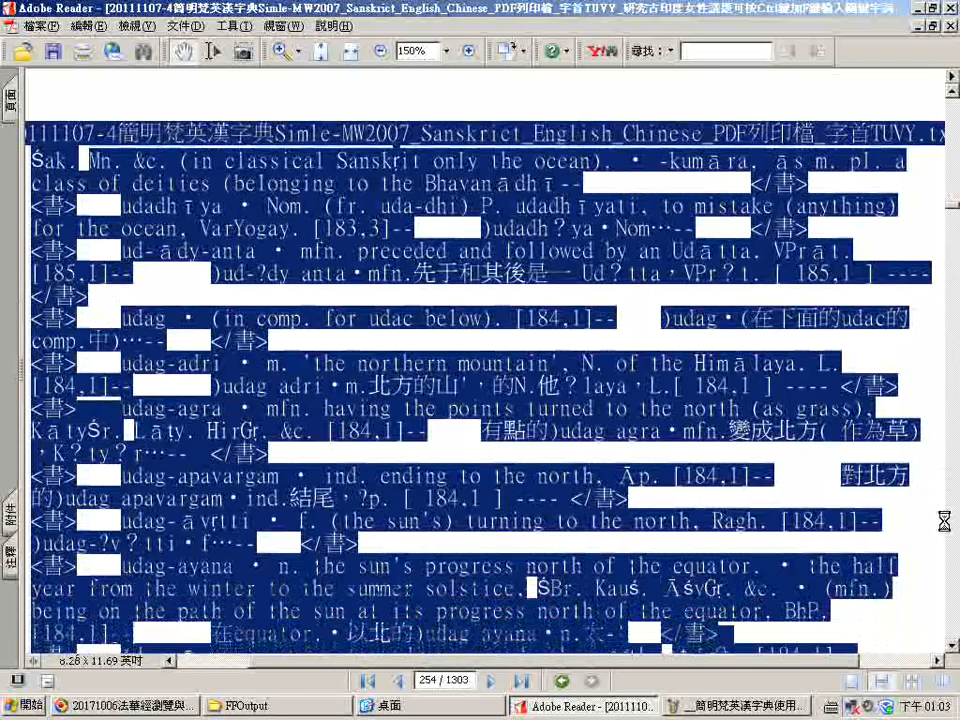 Adobe Reader - [20111107-4簡明梵英漢字典Simle-MW2007_Sanskrict_English_Chinese_PDF列印檔_字首TUVY_研究古印度女性議題可按Ctrl鍵加F鍵輸入關鍵字詞
檔案(F) 編輯(E) 檢視(V) 文件(D) 工具(T) 視窗(W) 說明(H)
150% 尋找:
頁面
111107-4簡明梵英漢字典Simle-MW2007_Sanskrict_English_Chinese_PDF列印檔_字首TUVY.tx
Śak. Mn. &c. (in classical Sanskṛit only the ocean), • -kumāra, ās m. pl. a
class of deities (belonging to the Bhavanādhī-- </書>
<書> udadhīya • Nom. (fr. uda-dhi) P. udadhīyati, to mistake (anything)
for the ocean, VarYogay. [183,3]-- )udadh?ya•Nom…-- </書>
<書> ud-ādy-anta • mfn. preceded and followed by an Udātta. VPrāt.
[185,1]-- )ud-?dy anta•mfn.先于和其後是一 Ud?tta，VPr?t. [ 185,1 ] ----
</書>
<書> udag • (in comp. for udac below). [184,1]-- )udag•(在下面的udac的
comp.中)…-- </書>
<書> udag-adri • m. 'the northern mountain', N. of the Himālaya. L.
[184,1]-- )udag adri•m.北方的山'，的N.他？laya，L.[ 184,1 ] ---- </書>
<書> udag-agra • mfn. having the points turned to the north (as grass),
KātyŚr. Lāṭy. HirGṛ. &c. [184,1]-- 有點的)udag agra•mfn.變成北方( 作為草)
，K?ty?r…-- </書>
<書> udag-apavargam • ind. ending to the north, Āp. [184,1]-- 對北方
的)udag apavargam•ind.結尾，?p. [ 184,1 ] ---- </書>
<書> udag-āvṛtti • f. (the sun's) turning to the north, Ragh. [184,1]--
)udag-?v?tti•f…-- </書>
<書> udag-ayana • n. the sun's progress north of the equator. • the half
year from the winter to the summer solstice, ŚBr. Kauś. ĀśvGṛ. &c. • (mfn.)
being on the path of the sun at its progress north of the equator, BhP.
[184,1]-- 在equator.•以北的)udag ayana•n.太-- </書>
附件
注釋
8.26 x 11.69 英吋
254 / 1303
開始 20171006法華經瀏覽與... FFOutput 桌面 Adobe Reader - [2011110... __簡明梵英字典使用... 下午 01:03